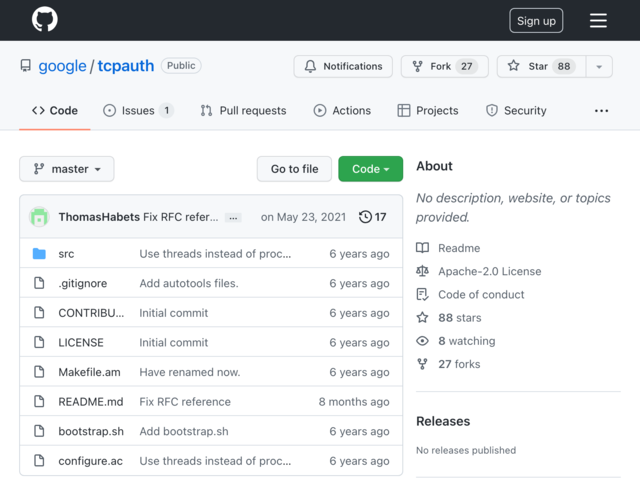 Sign up
google / tcpauth Public
Notifications Fork 27 Star 88
Code Issues 1 Pull requests Actions Projects Security ...
master Go to file Code
About
No description, website, or topics
provided.
ThomasHabets Fix RFC refer... ... on May 23, 2021 17
src Use threads instead of proc... 6 years ago
.gitignore Add autotools files. 6 years ago
CONTRIBU... Initial commit 6 years ago
LICENSE Initial commit 6 years ago
Makefile.am Have renamed now. 6 years ago
README.md Fix RFC reference 8 months ago
bootstrap.sh Add bootstrap.sh 6 years ago
configure.ac Use threads instead of proc... 6 years ago
Readme
Apache-2.0 License
Code of conduct
88 stars
8 watching
27 forks
Releases
No releases published